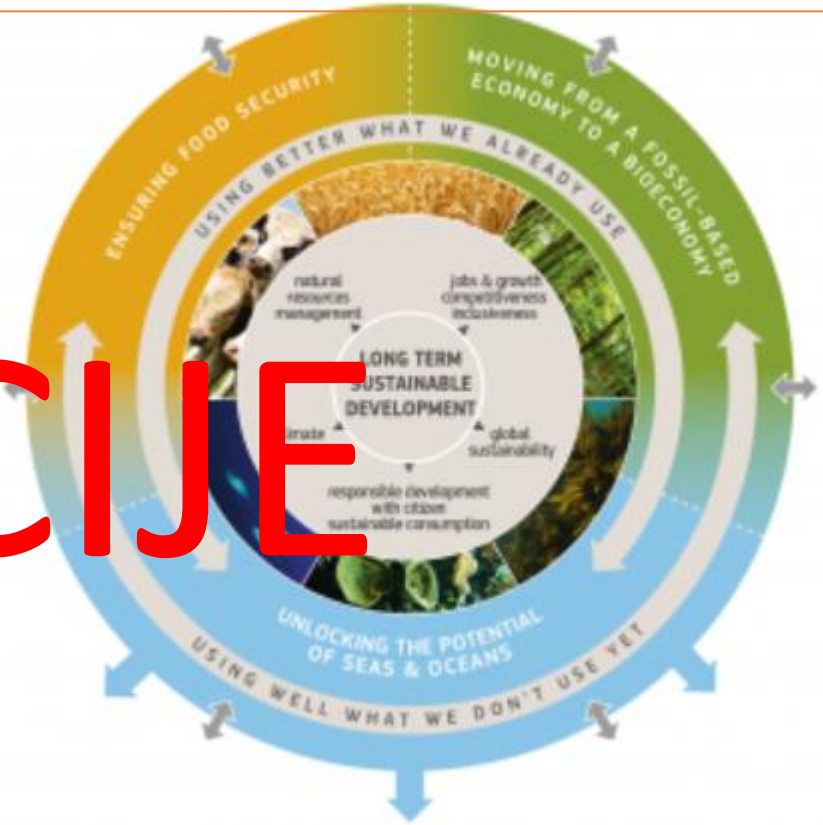 ENSURING FOOD SECURITY
MOVING FROM A FOSSIL-BASED
ECONOMY TO A BIOECONOMY
USING BETTER WHAT WE ALREADY USE
natural
resources
management
jobs & growth
competitiveness
inclusiveness
LONG TERM
SUSTAINABLE
DEVELOPMENT
CIJE
imate
global
sustainability
responsible development
with citizen
sustainable consumption
UNLOCKING THE POTENTIAL
OF SEAS & OCEANS
USING WELL WHAT WE DON'T USE YET